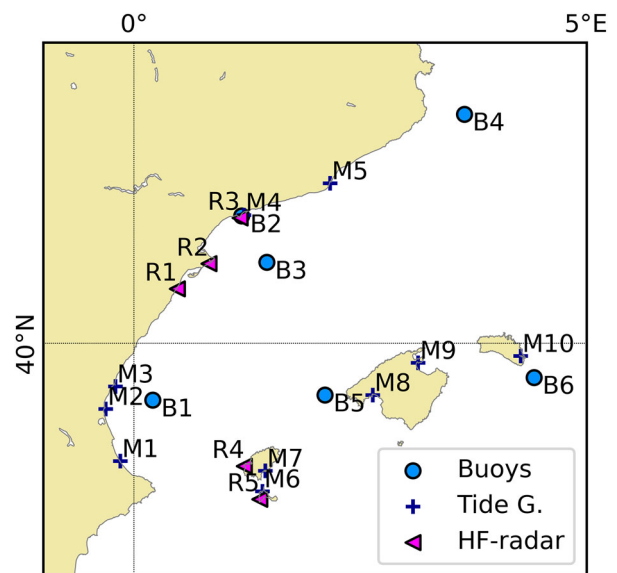 0° 5°E
B4
M5
R3 M4
B2
R2
B3
R1
40°N
M10
M9
B6
M3
M8
M2
B1
B5
M1
R4
M7
R5 M6
Buoys
Tide G.
HF-radar